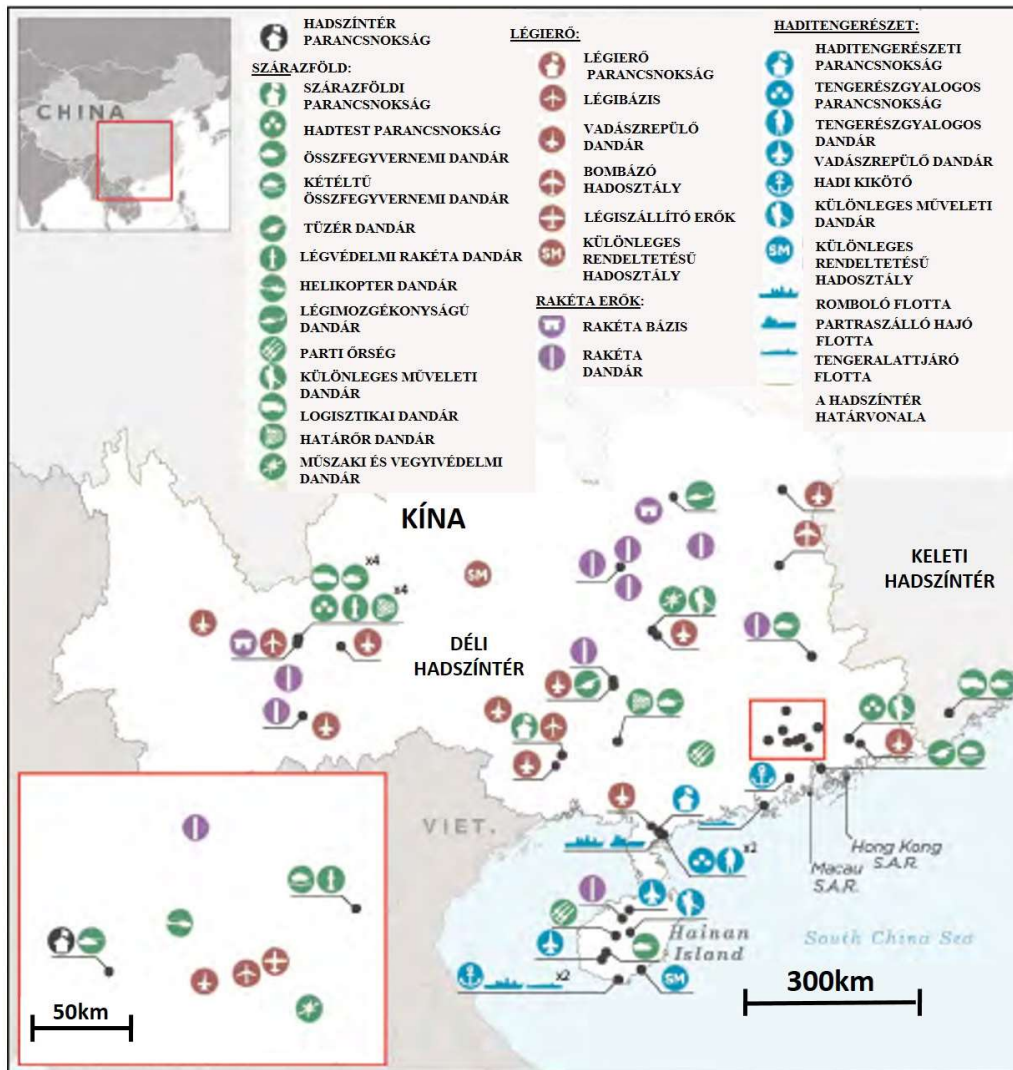 CHINA
HADSZÍNTÉR
PARANCSNOKSÁG
SZÁRAZFÖLD:
SZÁRAZFÖLDI
PARANCSNOKSÁG
HADTEST PARANCSNOKSÁG
ÖSSZFEGYVERNEMI DANDÁR
KÉTÉLTŰ
ÖSSZFEGYVERNEMI DANDÁR
TÜZÉR DANDÁR
LÉGVÉDELMI RAKÉTA DANDÁR
HELIKOPTER DANDÁR
LÉGIMOZGÉKONYSÁGÚ
DANDÁR
PARTI ŐRSÉG
KÜLÖNLEGES MŰVELETI
DANDÁR
LOGISZTIKAI DANDÁR
HATÁRŐR DANDÁR
MŰSZAKI ÉS VEGYIVÉDELMI
DANDÁR
LÉGIERŐ:
LÉGIERŐ
PARANCSNOKSÁG
LÉGIBÁZIS
VADÁSZREPÜLŐ
DANDÁR
BOMBÁZÓ
HADOSZTÁLY
LÉGISZÁLLÍTÓ ERŐK
SM
KÜLÖNLEGES
RENDELTETÉSŰ
HADOSZTÁLY
RAKÉTA ERŐK:
RAKÉTA BÁZIS
RAKÉTA
DANDÁR
HADITENGERÉSZET:
HADITENGERÉSZETI
PARANCSNOKSÁG
TENGERÉSZGYALOGOS
PARANCSNOKSÁG
TENGERÉSZGYALOGOS
DANDÁR
VADÁSZREPÜLŐ DANDÁR
HADI KIKÖTŐ
KÜLÖNLEGES MŰVELETI
DANDÁR
SM
KÜLÖNLEGES
RENDELTETÉSŰ
HADOSZTÁLY
ROMBOLÓ FLOTTA
PARTRASZÁLLÓ HAJÓ
FLOTTA
TENGERALATTJÁRÓ
FLOTTA
A HADSZÍNTÉR
HATÁRVONALA
KÍNA
KELETI
HADSZÍNTÉR
x4
SM
x4
DÉLI
HADSZÍNTÉR
VIET.
x2
Hong Kong
S.A.R.
Macau
S.A.R.
Hainan
Island
South China Sea
x2
SM
300km
50km